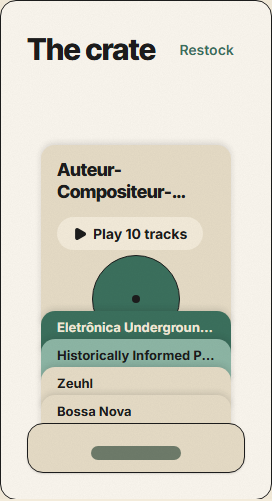 The crate
Restock
Auteur-
Compositeur-...
Play 10 tracks
Eletrônica Undergroun...
Historically Informed P...
Zeuhl
Bossa Nova